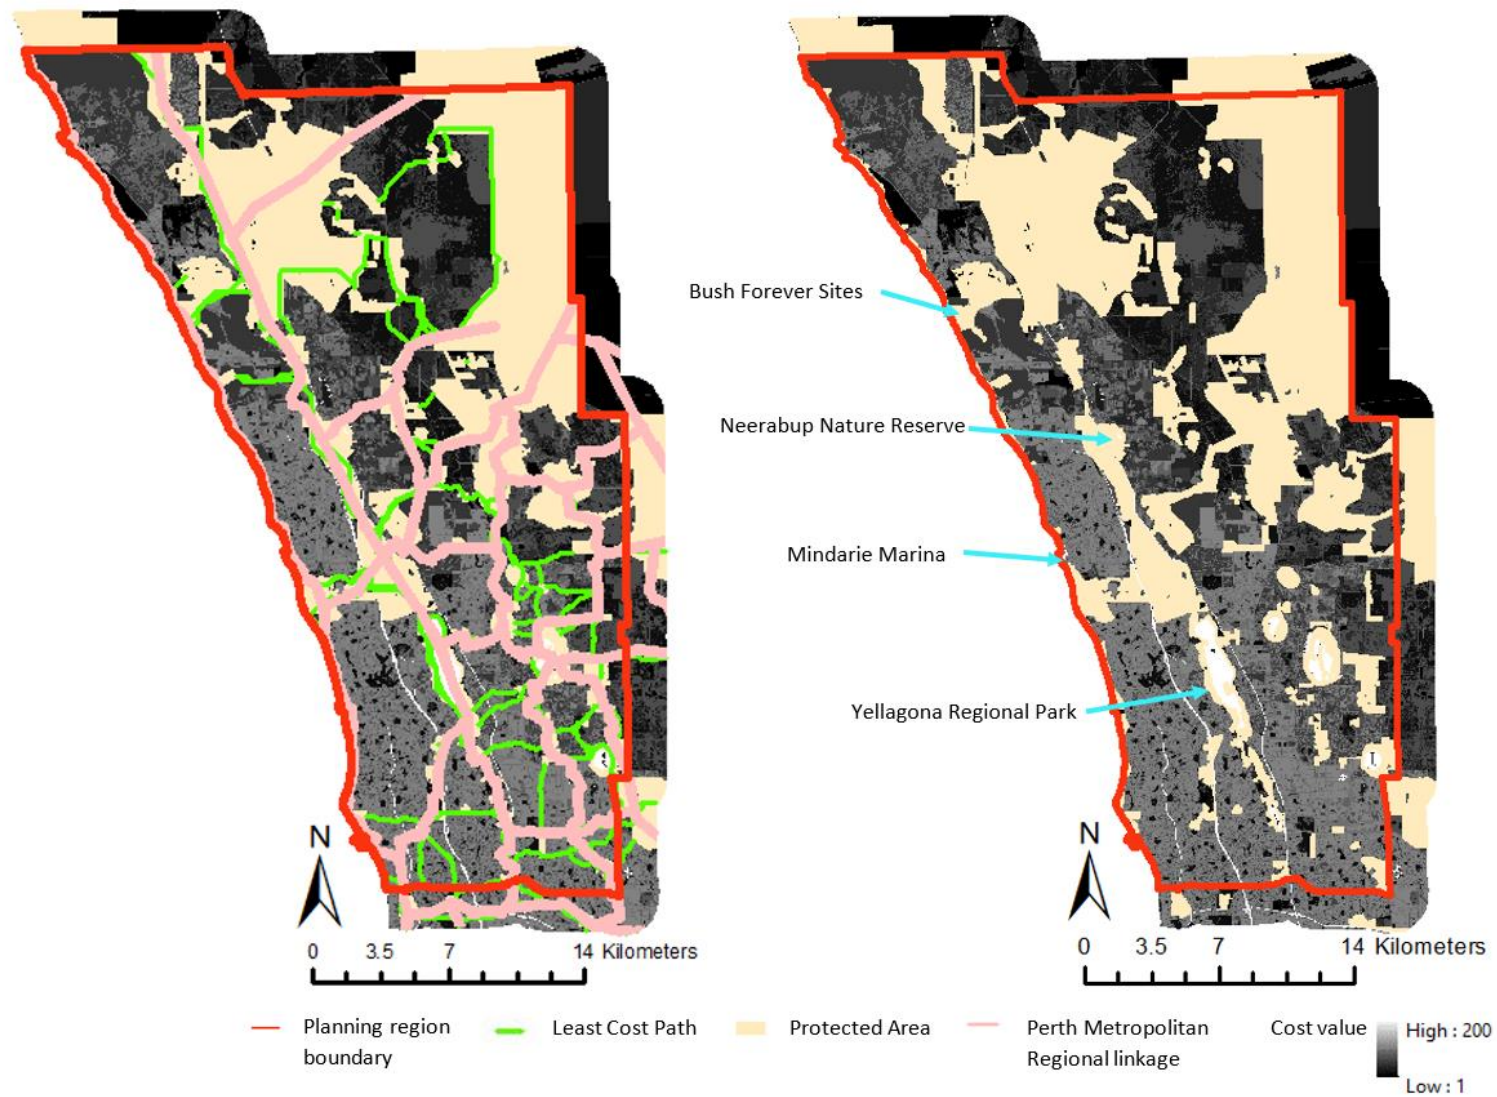 Bush Forever Sites
Neerabup Nature Reserve
Mindarie Marina
Yellagona Regional Park
N
0 3.5 7 14 Kilometers
N
0 3.5 7 14 Kilometers
Planning region
boundary
Least Cost Path
Protected Area
Perth Metropolitan
Regional linkage
Cost value
High : 200
Low : 1